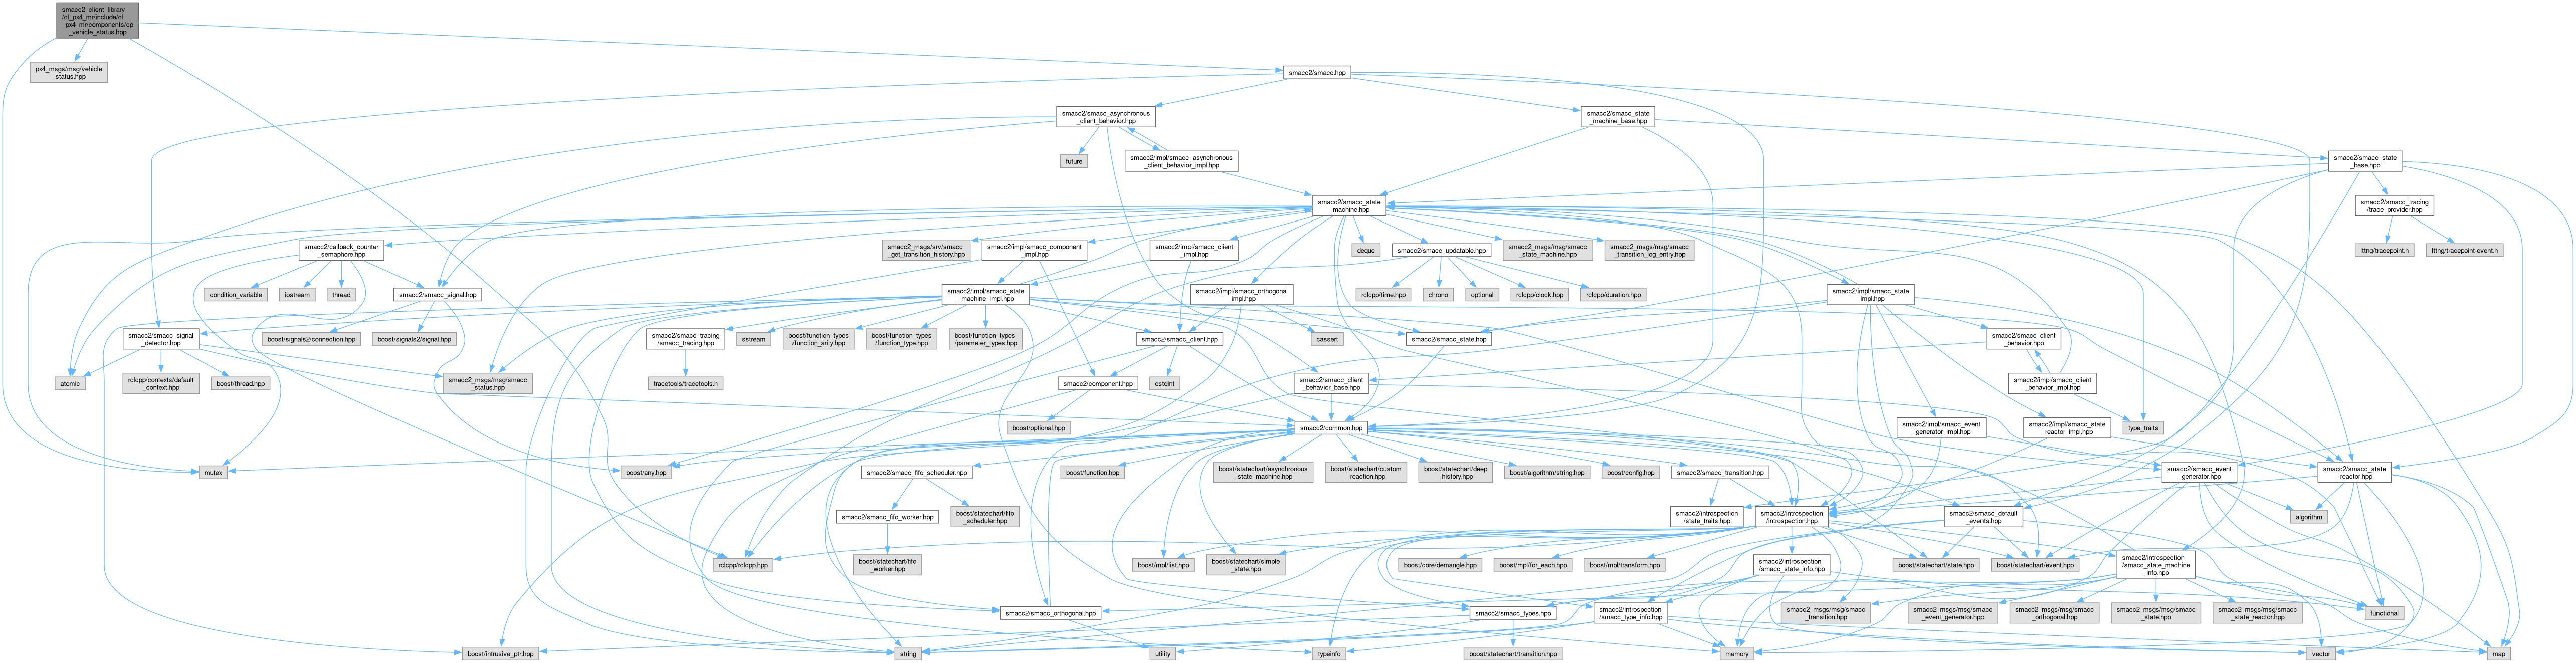 smacc2_client_library
/cl_px4_mr/include/cl
_px4_mr/components/cp
_vehicle_status.hpp
px4_msgs/msg/vehicle
_status.hpp
smacc2/smacc.hpp
smacc2/smacc_asynchronous
_client_behavior.hpp
smacc2/smacc_state
_machine_base.hpp
future
smacc2/impl/smacc_asynchronous
_client_behavior_impl.hpp
smacc2/smacc_state
_base.hpp
smacc2/smacc_state
_machine.hpp
smacc2/smacc_tracing
/trace_provider.hpp
smacc2/callback_counter
_semaphore.hpp
smacc2_msgs/srv/smacc
_get_transition_history.hpp
smacc2/impl/smacc_component
_impl.hpp
smacc2/impl/smacc_client
_impl.hpp
deque
smacc2/smacc_updatable.hpp
smacc2_msgs/msg/smacc
_state_machine.hpp
smacc2_msgs/msg/smacc
_transition_log_entry.hpp
lttng/tracepoint.h
lttng/tracepoint-event.h
condition_variable
iostream
thread
smacc2/smacc_signal.hpp
smacc2/impl/smacc_state
_machine_impl.hpp
smacc2/impl/smacc_orthogonal
_impl.hpp
rclcpp/time.hpp
chrono
optional
rclcpp/clock.hpp
rclcpp/duration.hpp
smacc2/impl/smacc_state
_impl.hpp
smacc2/smacc_signal
_detector.hpp
boost/signals2/connection.hpp
boost/signals2/signal.hpp
smacc2/smacc_tracing
/smacc_tracing.hpp
sstream
boost/function_types
/function_arity.hpp
boost/function_types
/function_type.hpp
boost/function_types
/parameter_types.hpp
smacc2/smacc_client.hpp
cassert
smacc2/smacc_state.hpp
smacc2/smacc_client
_behavior.hpp
atomic
rclcpp/contexts/default
_context.hpp
boost/thread.hpp
smacc2_msgs/msg/smacc
_status.hpp
tracetools/tracetools.h
smacc2/component.hpp
cstdint
smacc2/smacc_client
_behavior_base.hpp
smacc2/impl/smacc_client
_behavior_impl.hpp
boost/optional.hpp
smacc2/common.hpp
smacc2/impl/smacc_event
_generator_impl.hpp
smacc2/impl/smacc_state
_reactor_impl.hpp
type_traits
mutex
boost/any.hpp
smacc2/smacc_fifo_scheduler.hpp
boost/function.hpp
boost/statechart/asynchronous
_state_machine.hpp
boost/statechart/custom
_reaction.hpp
boost/statechart/deep
_history.hpp
boost/algorithm/string.hpp
boost/config.hpp
smacc2/smacc_transition.hpp
smacc2/smacc_event
_generator.hpp
smacc2/smacc_state
_reactor.hpp
smacc2/smacc_fifo_worker.hpp
boost/statechart/fifo
_scheduler.hpp
smacc2/introspection
/state_traits.hpp
smacc2/introspection
/introspection.hpp
smacc2/smacc_default
_events.hpp
algorithm
rclcpp/rclcpp.hpp
boost/statechart/fifo
_worker.hpp
boost/mpl/list.hpp
boost/statechart/simple
_state.hpp
boost/core/demangle.hpp
boost/mpl/for_each.hpp
boost/mpl/transform.hpp
smacc2/introspection
/smacc_state_info.hpp
boost/statechart/state.hpp
boost/statechart/event.hpp
smacc2/introspection
/smacc_state_machine
_info.hpp
smacc2/smacc_orthogonal.hpp
smacc2/smacc_types.hpp
smacc2/introspection
/smacc_type_info.hpp
smacc2_msgs/msg/smacc
_transition.hpp
smacc2_msgs/msg/smacc
_event_generator.hpp
smacc2_msgs/msg/smacc
_orthogonal.hpp
smacc2_msgs/msg/smacc
_state.hpp
smacc2_msgs/msg/smacc
_state_reactor.hpp
functional
boost/intrusive_ptr.hpp
string
utility
boost/statechart/transition.hpp
typeinfo
memory
vector
map